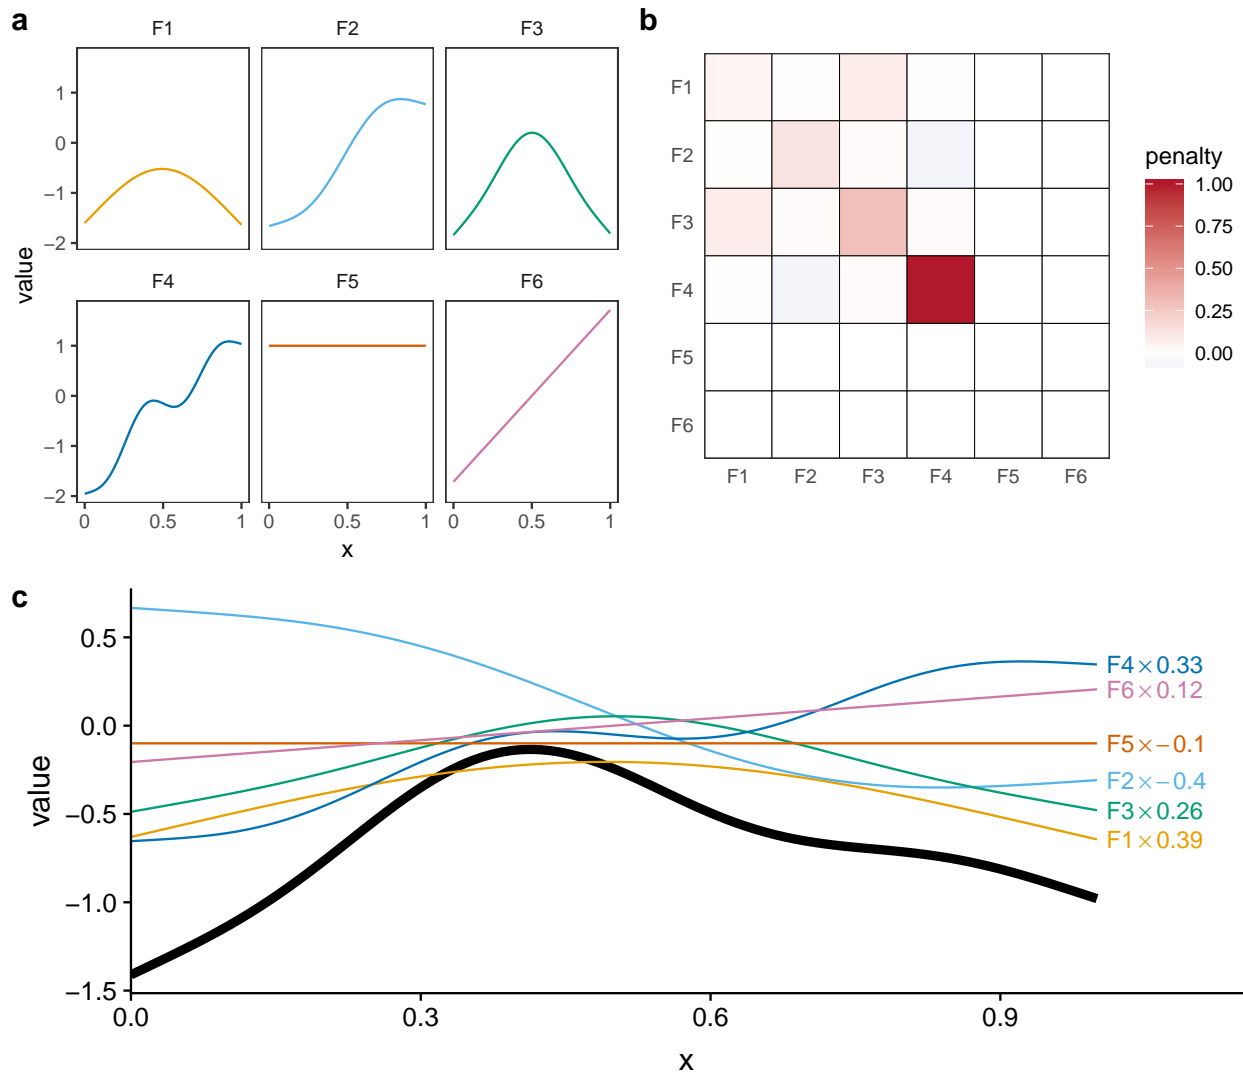 a
F1 F2 F3
1
0
−1
−2
value
F4 F5 F6
1
0
−1
−2
0 0.5 1 0 0.5 1 0 0.5 1
x
b
F1
F2
F3
F4
F5
F6
F1 F2 F3 F4 F5 F6
penalty
1.00
0.75
0.50
0.25
0.00
c
value
0.5
0.0
−0.5
−1.0
−1.5
0.0 0.3 0.6 0.9
x
F4×0.33
F6×0.12
F5×−0.1
F2×−0.4
F3×0.26
F1×0.39